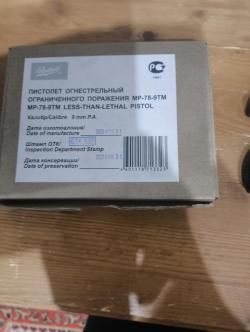 Baikal
ПИСТОЛЕТ ОГНЕСТРЕЛЬНЫЙ
ОГРАНИЧЕННОГО ПОРАЖЕНИЯ МР-78-9ТМ
MP-78-9TM LESS-THAN-LETHAL PISTOL
Калибр/Calibre 9 mm P.A.
Дата изготовления/
Date of manufacture
Штамп ОТК/
Inspection Department Stamp
Дата консервации/
Date of preservation